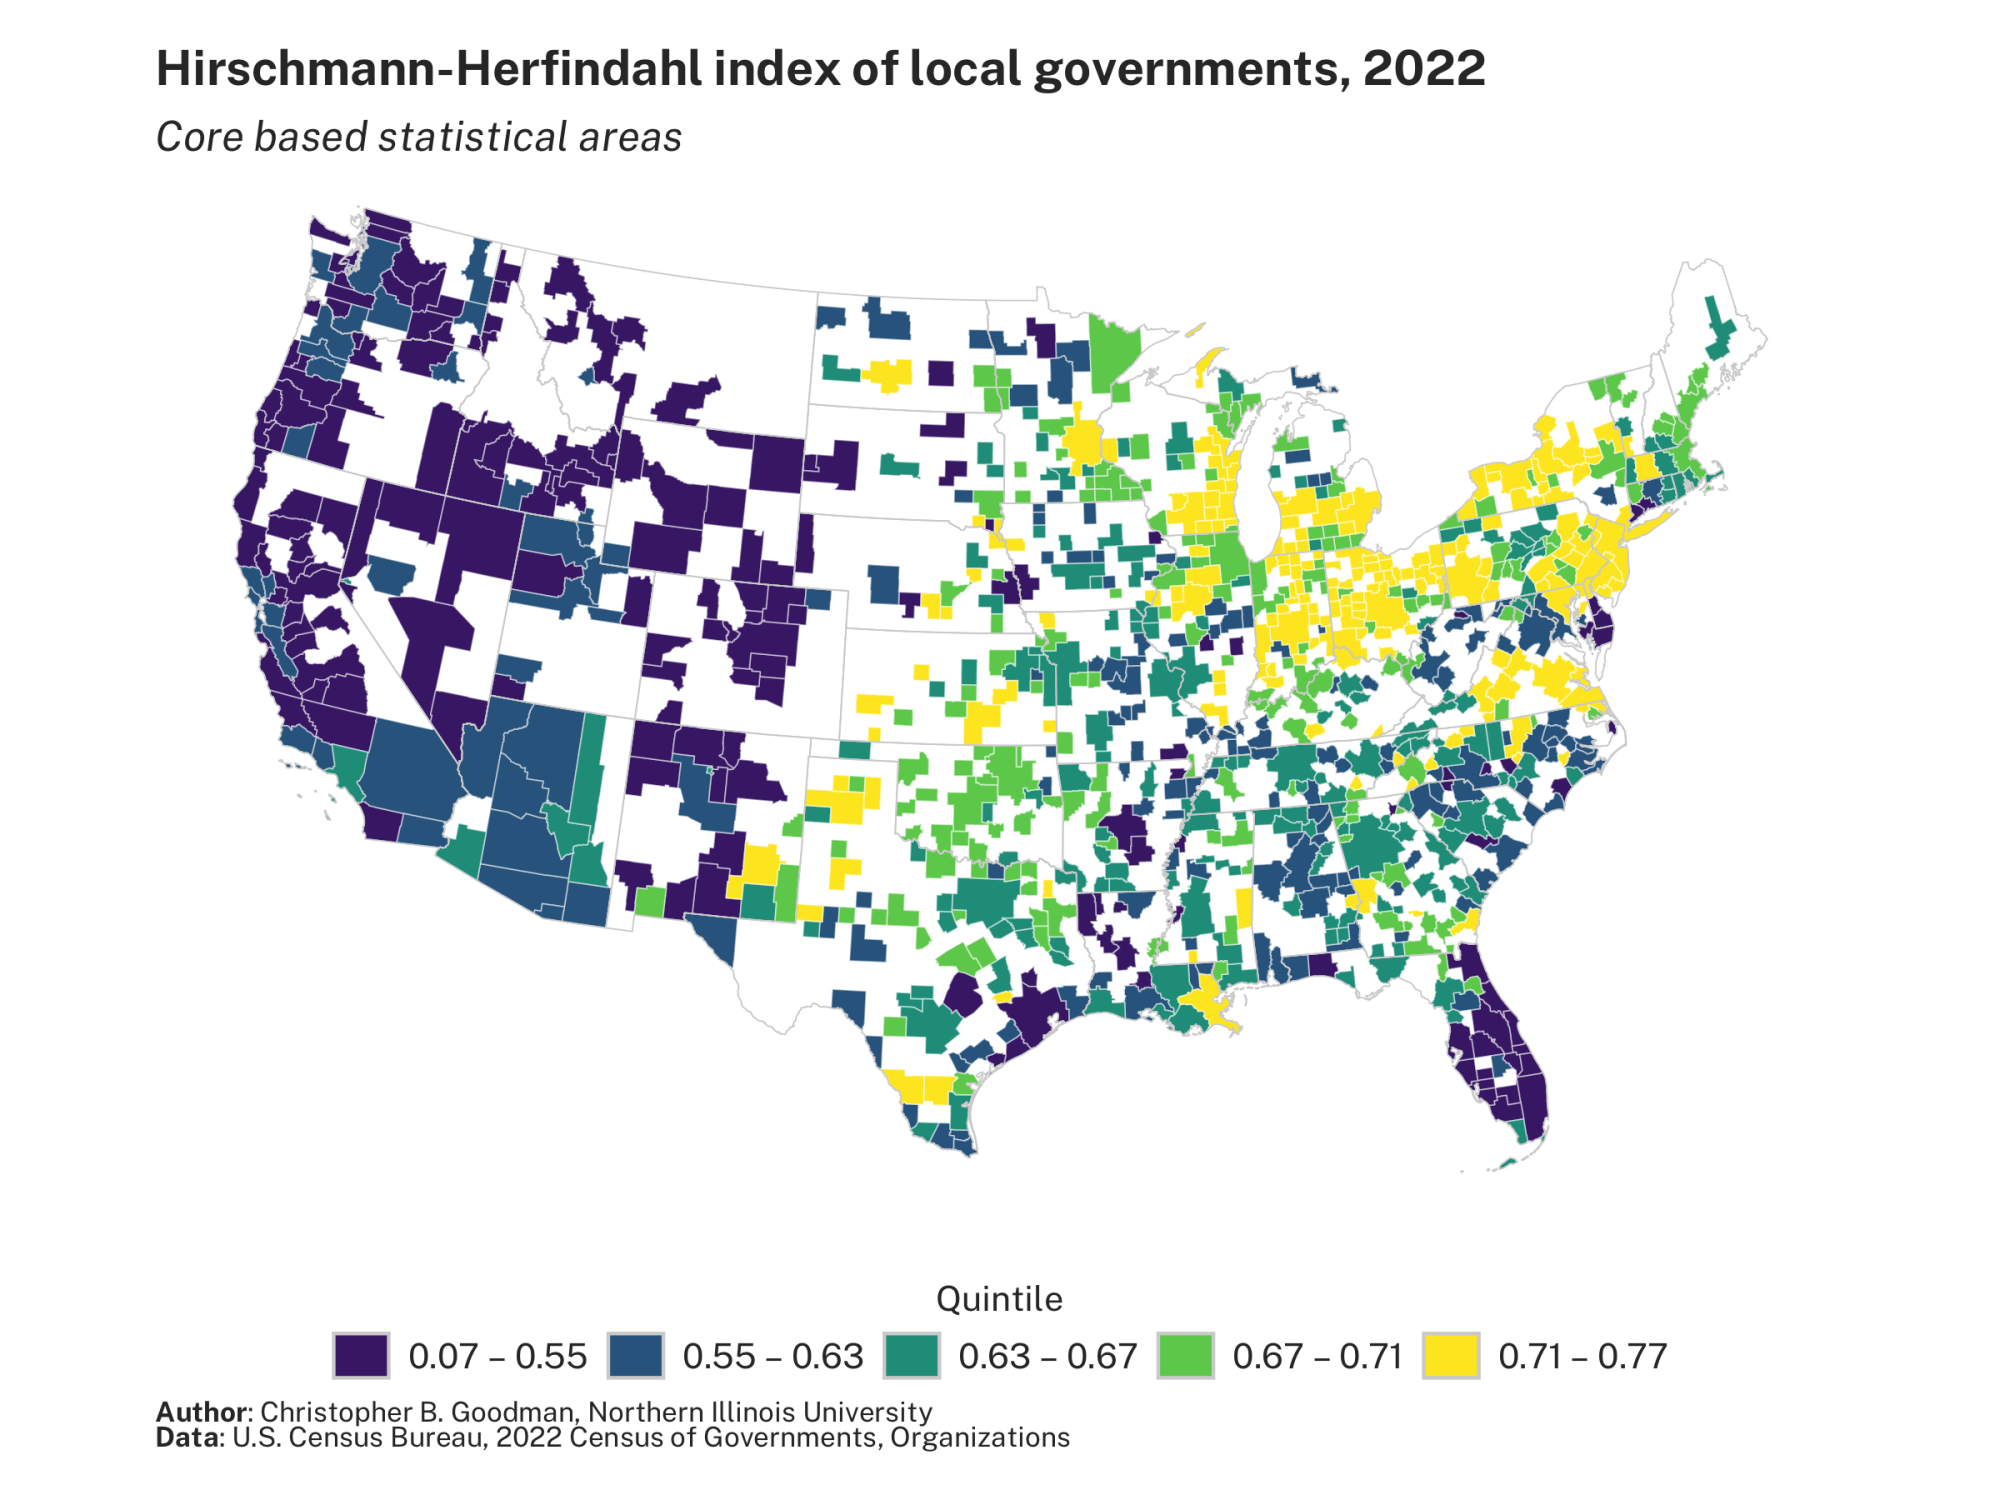 Hirschmann-Herfindahl index of local governments, 2022
Core based statistical areas
Quintile
0.07 – 0.55 0.55 – 0.63 0.63 – 0.67 0.67 – 0.71 0.71 – 0.77
Author: Christopher B. Goodman, Northern Illinois University
Data: U.S. Census Bureau, 2022 Census of Governments, Organizations